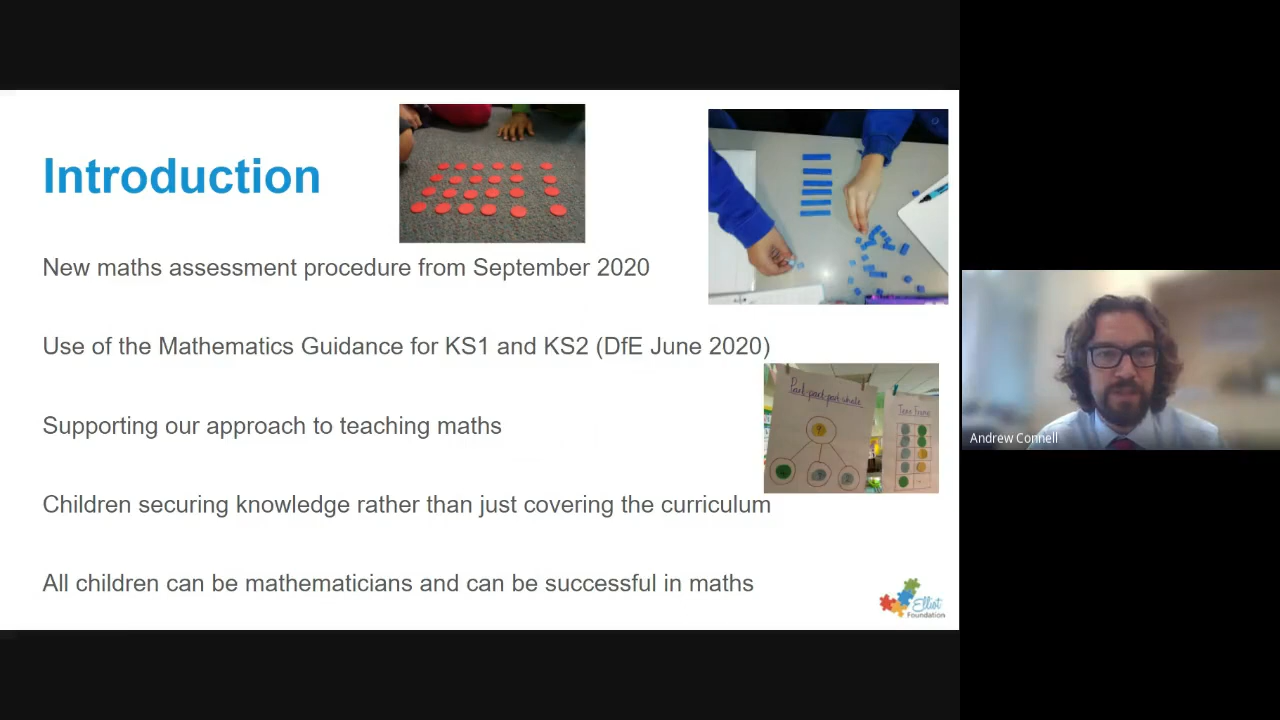 Introduction
New maths assessment procedure from September 2020
Use of the Mathematics Guidance for KS1 and KS2 (DfE June 2020)
Part-part-part-whole
Tens Frame
Supporting our approach to teaching maths
Andrew Connell
Children securing knowledge rather than just covering the curriculum
All children can be mathematicians and can be successful in maths
Elliot
Foundation